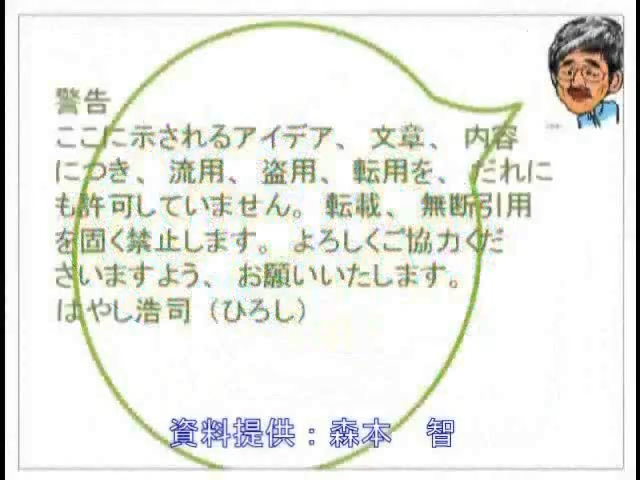 警告
ここに示されるアイデア、文章、内容
につき、流用、盗用、転用を、だれに
も許可していません。転載、無断引用
を固く禁止します。よろしくご協力くだ
さいますよう、お願いいたします。
はやし浩司（ひろし）
資料提供：森本　智